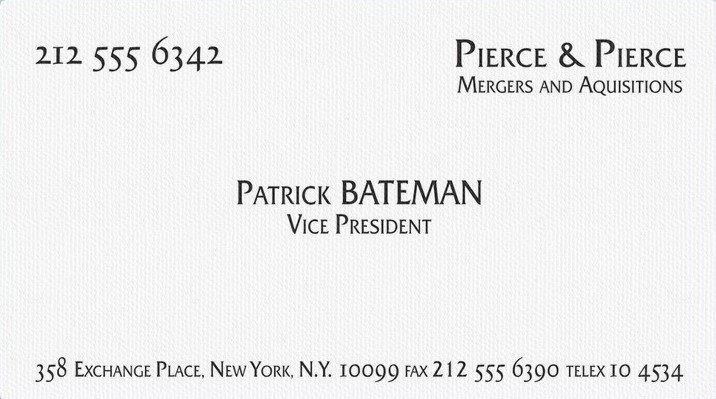 212 555 6342
PIERCE & PIERCE
MERGERS AND AQUISITIONS
PATRICK BATEMAN
VICE PRESIDENT
358 EXCHANGE PLACE, NEW YORK, N.Y. 10099 FAX 212 555 6390 TELEX 10 4534